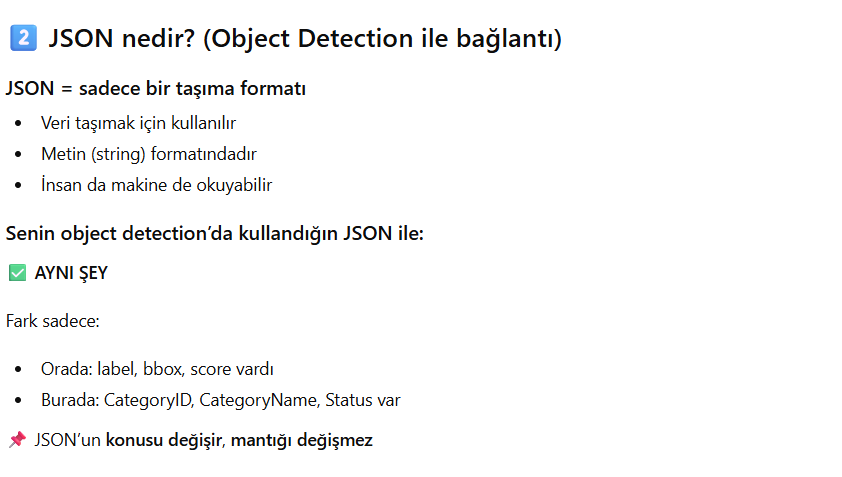 2 JSON nedir? (Object Detection ile bağlantı)
JSON = sadece bir taşıma formatı
• Veri taşımak için kullanılır
• Metin (string) formatındadır
• İnsan da makine de okuyabilir
Senin object detection’da kullandığın JSON ile:
✅ AYNI ŞEY
Fark sadece:
• Orada: label, bbox, score vardı
• Burada: CategoryID, CategoryName, Status var
📌 JSON’un konusu değişir, mantığı değişmez